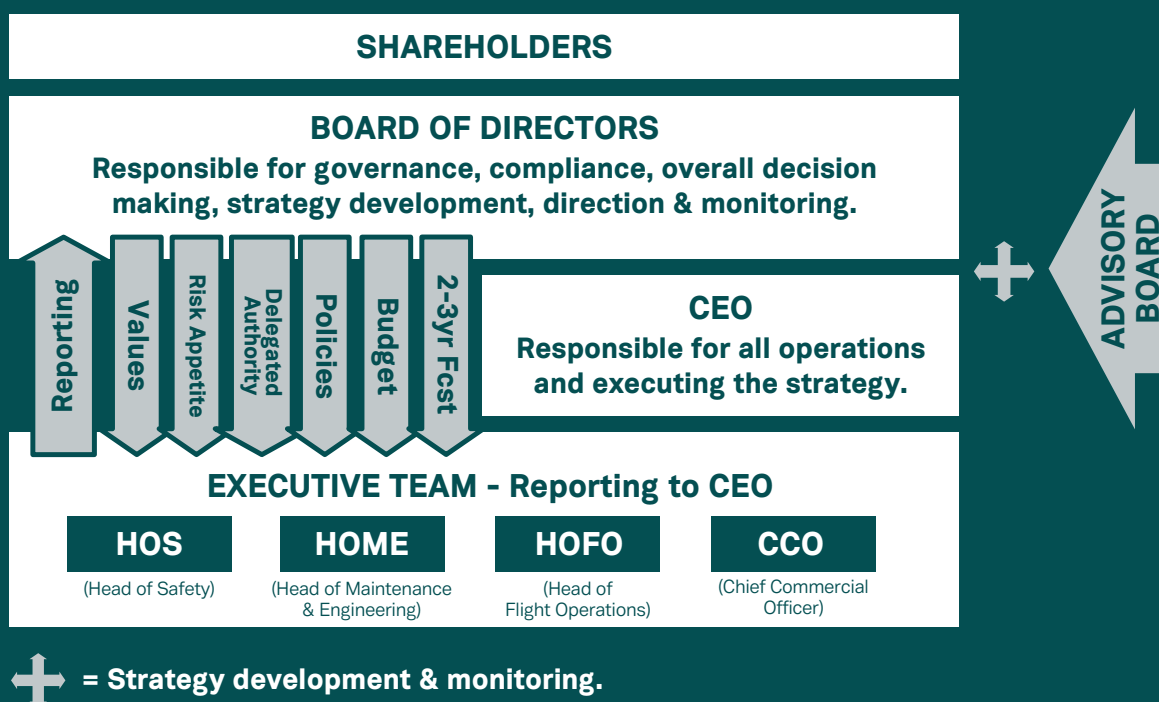 SHAREHOLDERS
BOARD OF DIRECTORS
Responsible for governance, compliance, overall decision
making, strategy development, direction & monitoring.
Reporting
Values
Risk Appetite
Delegated
Authority
Policies
Budget
2-3yr Fcst
CEO
Responsible for all operations
and executing the strategy.
ADVISORY
BOARD
EXECUTIVE TEAM - Reporting to CEO
HOS
(Head of Safety)
HOME
(Head of Maintenance
& Engineering)
HOFO
(Head of
Flight Operations)
CCO
(Chief Commercial
Officer)
= Strategy development & monitoring.